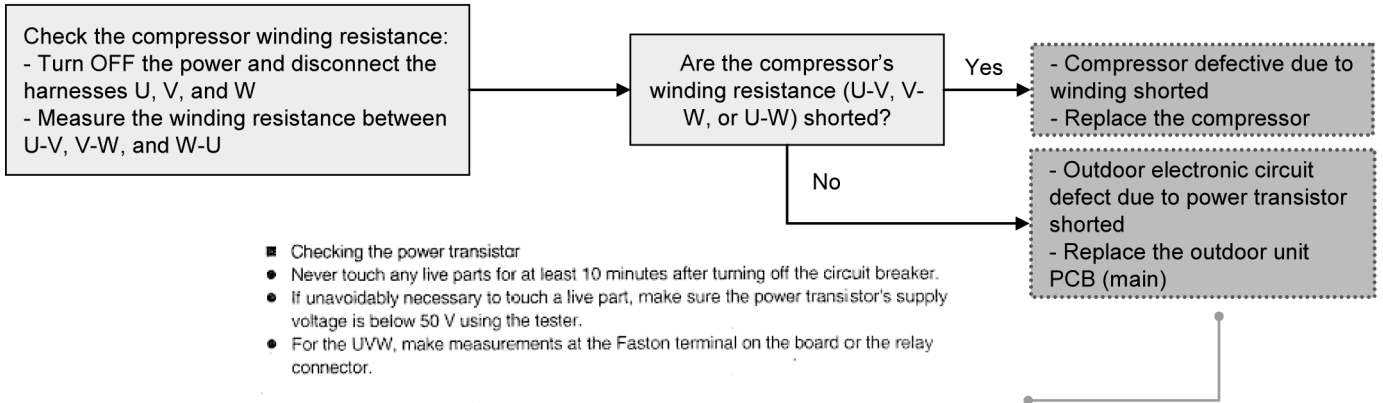 Check the compressor winding resistance:
- Turn OFF the power and disconnect the
harnesses U, V, and W
- Measure the winding resistance between
U-V, V-W, and W-U
Are the compressor's
winding resistance (U-V, V-
W, or U-W) shorted?
Yes
- Compressor defective due to
winding shorted
- Replace the compressor
No
- Outdoor electronic circuit
defect due to power transistor
shorted
- Replace the outdoor unit
PCB (main)
■ Checking the power transistor
● Never touch any live parts for at least 10 minutes after turning off the circuit breaker.
● If unavoidably necessary to touch a live part, make sure the power transistor's supply
voltage is below 50 V using the tester.
● For the UVW, make measurements at the Faston terminal on the board or the relay
connector.